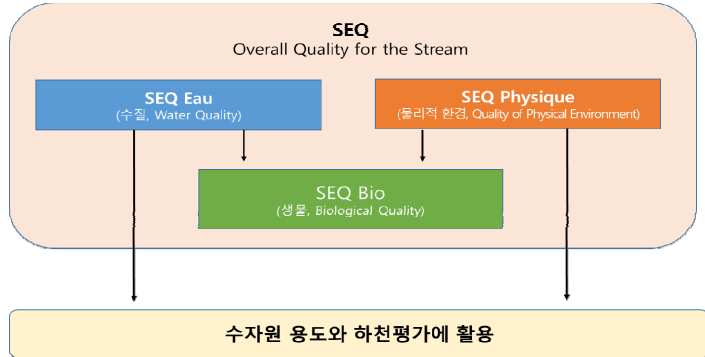 SEQ
Overall Quality for the Stream
SEQ Eau
(수질, Water Quality)
SEQ Physique
(물리적 환경, Quality of Physical Environment)
SEQ Bio
(생물, Biological Quality)
수자원 용도와 하천평가에 활용